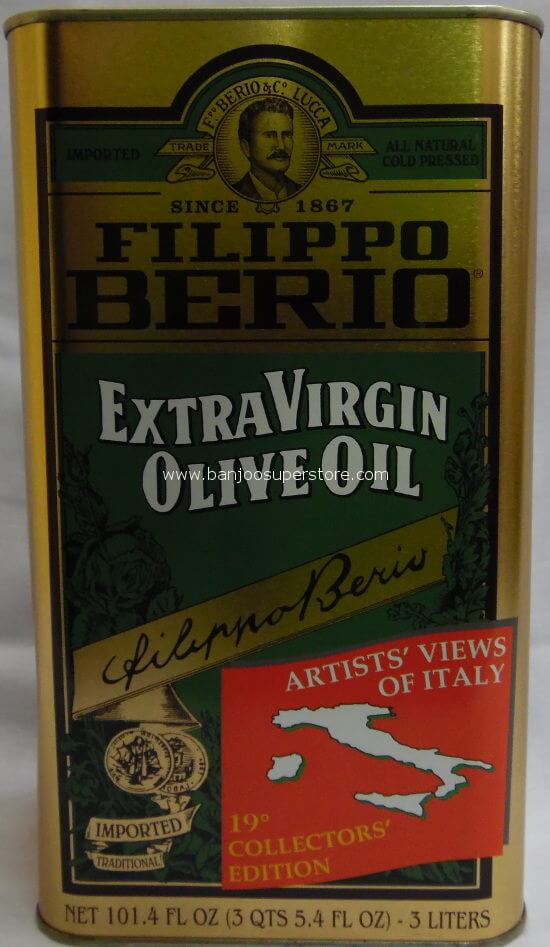 F.PO BERIO & Co. LUCCA
TRADE MARK
IMPORTED
ALL NATURAL
COLD PRESSED
SINCE 1867
FILIPPO
BERIO®
EXTRA VIRGIN
OLIVE OIL
www.banjoosuperstore.com
Filippo Berio
ARTISTS' VIEWS
OF ITALY
19°
COLLECTORS'
EDITION
IMPORTED
TRADITIONAL
NET 101.4 FL OZ (3 QTS 5.4 FL OZ) - 3 LITERS